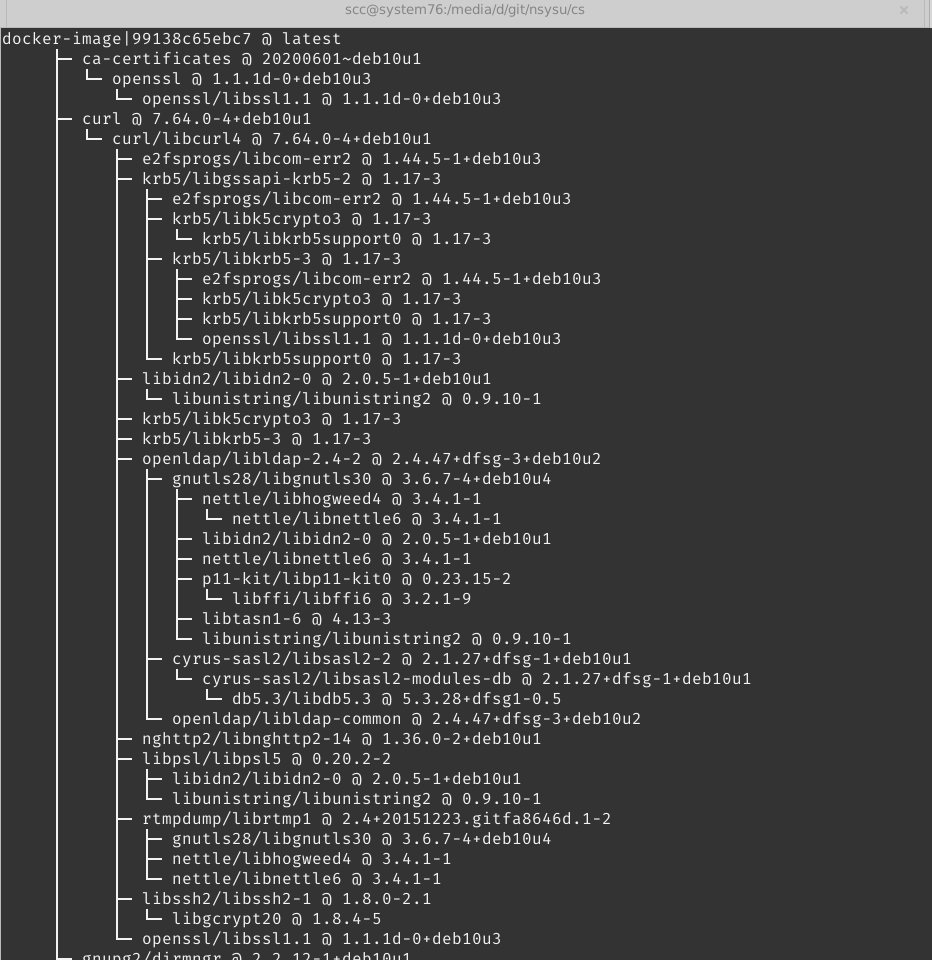 scc@system76:/media/d/git/nsysu/cs ×
docker-image|99138c65ebc7 @ latest
ca-certificates @ 20200601~deb10u1
openssl @ 1.1.1d-0+deb10u3
openssl/libssl1.1 @ 1.1.1d-0+deb10u3
curl @ 7.64.0-4+deb10u1
curl/libcurl4 @ 7.64.0-4+deb10u1
e2fsprogs/libcom-err2 @ 1.44.5-1+deb10u3
krb5/libgssapi-krb5-2 @ 1.17-3
e2fsprogs/libcom-err2 @ 1.44.5-1+deb10u3
krb5/libk5crypto3 @ 1.17-3
krb5/libkrb5support0 @ 1.17-3
krb5/libkrb5-3 @ 1.17-3
e2fsprogs/libcom-err2 @ 1.44.5-1+deb10u3
krb5/libk5crypto3 @ 1.17-3
krb5/libkrb5support0 @ 1.17-3
openssl/libssl1.1 @ 1.1.1d-0+deb10u3
krb5/libkrb5support0 @ 1.17-3
libidn2/libidn2-0 @ 2.0.5-1+deb10u1
libunistring/libunistring2 @ 0.9.10-1
krb5/libk5crypto3 @ 1.17-3
krb5/libkrb5-3 @ 1.17-3
openldap/libldap-2.4-2 @ 2.4.47+dfsg-3+deb10u2
gnutls28/libgnutls30 @ 3.6.7-4+deb10u4
nettle/libhogweed4 @ 3.4.1-1
nettle/libnettle6 @ 3.4.1-1
libidn2/libidn2-0 @ 2.0.5-1+deb10u1
nettle/libnettle6 @ 3.4.1-1
p11-kit/libp11-kit0 @ 0.23.15-2
libffi/libffi6 @ 3.2.1-9
libtasn1-6 @ 4.13-3
libunistring/libunistring2 @ 0.9.10-1
cyrus-sasl2/libsasl2-2 @ 2.1.27+dfsg-1+deb10u1
cyrus-sasl2/libsasl2-modules-db @ 2.1.27+dfsg-1+deb10u1
db5.3/libdb5.3 @ 5.3.28+dfsg1-0.5
openldap/libldap-common @ 2.4.47+dfsg-3+deb10u2
nghttp2/libnghttp2-14 @ 1.36.0-2+deb10u1
libpsl/libpsl5 @ 0.20.2-2
libidn2/libidn2-0 @ 2.0.5-1+deb10u1
libunistring/libunistring2 @ 0.9.10-1
rtmpdump/librtmp1 @ 2.4+20151223.gitfa8646d.1-2
gnutls28/libgnutls30 @ 3.6.7-4+deb10u4
nettle/libhogweed4 @ 3.4.1-1
nettle/libnettle6 @ 3.4.1-1
libssh2/libssh2-1 @ 1.8.0-2.1
libgcrypt20 @ 1.8.4-5
openssl/libssl1.1 @ 1.1.1d-0+deb10u3
gnupg2/dirmngr @ 2.2.12-1+deb10u1